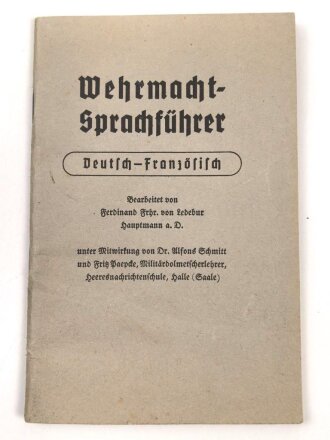 Wehrmacht-
Sprachführer
Deutsch–Französisch
Bearbeitet von
Ferdinand Frhr. von Ledebur
Hauptmann a. D.
unter Mitwirkung von Dr. Alfons Schmitt
und Fritz Paepcke, Militärdolmetscherlehrer,
Heeresnachrichtenschule, Halle (Saale)